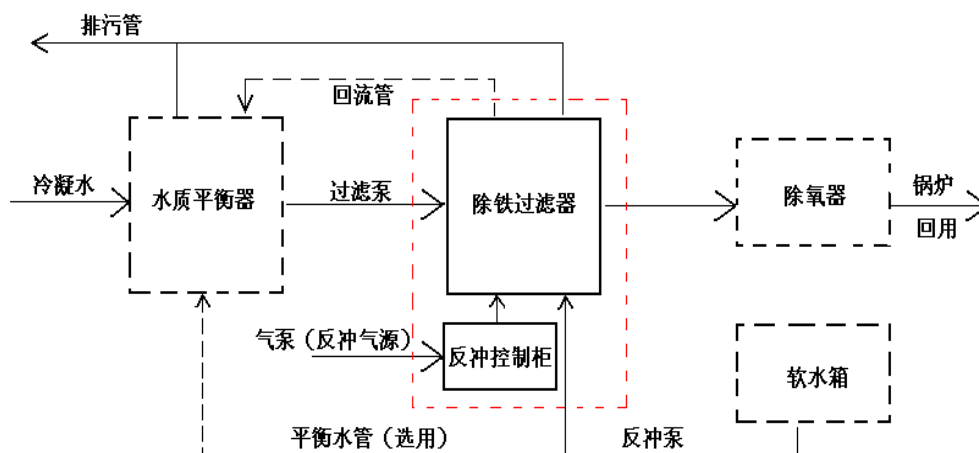 排污管
回流管
冷凝水
水质平衡器
过滤泵
除铁过滤器
除氧器
锅炉
回用
气泵（反冲气源）
反冲控制柜
软水箱
平衡水管（选用）
反冲泵